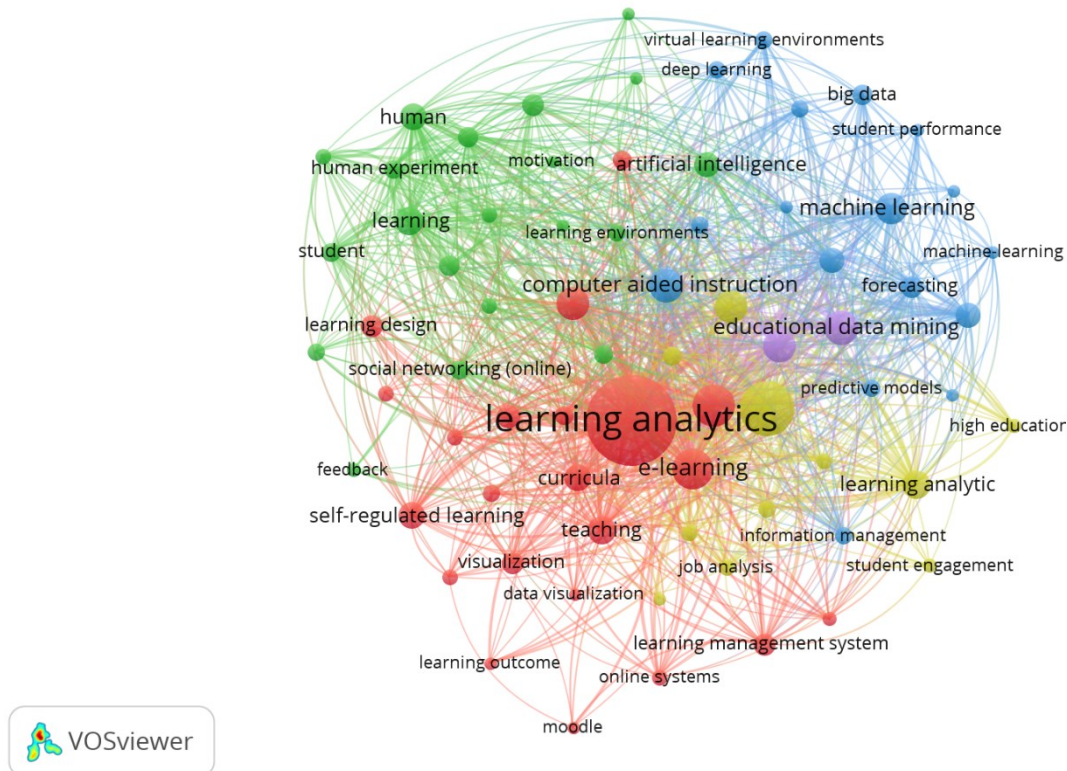 virtual learning environments
deep learning
big data
human
student performance
motivation
artificial intelligence
human experiment
machine learning
learning
learning environments
student
machine-learning
computer aided instruction
forecasting
learning design
educational data mining
social networking (online)
predictive models
learning analytics
high education
feedback
e-learning
curricula
learning analytic
self-regulated learning
teaching
information management
visualization
job analysis
student engagement
data visualization
learning management system
learning outcome
online systems
moodle
VOSviewer